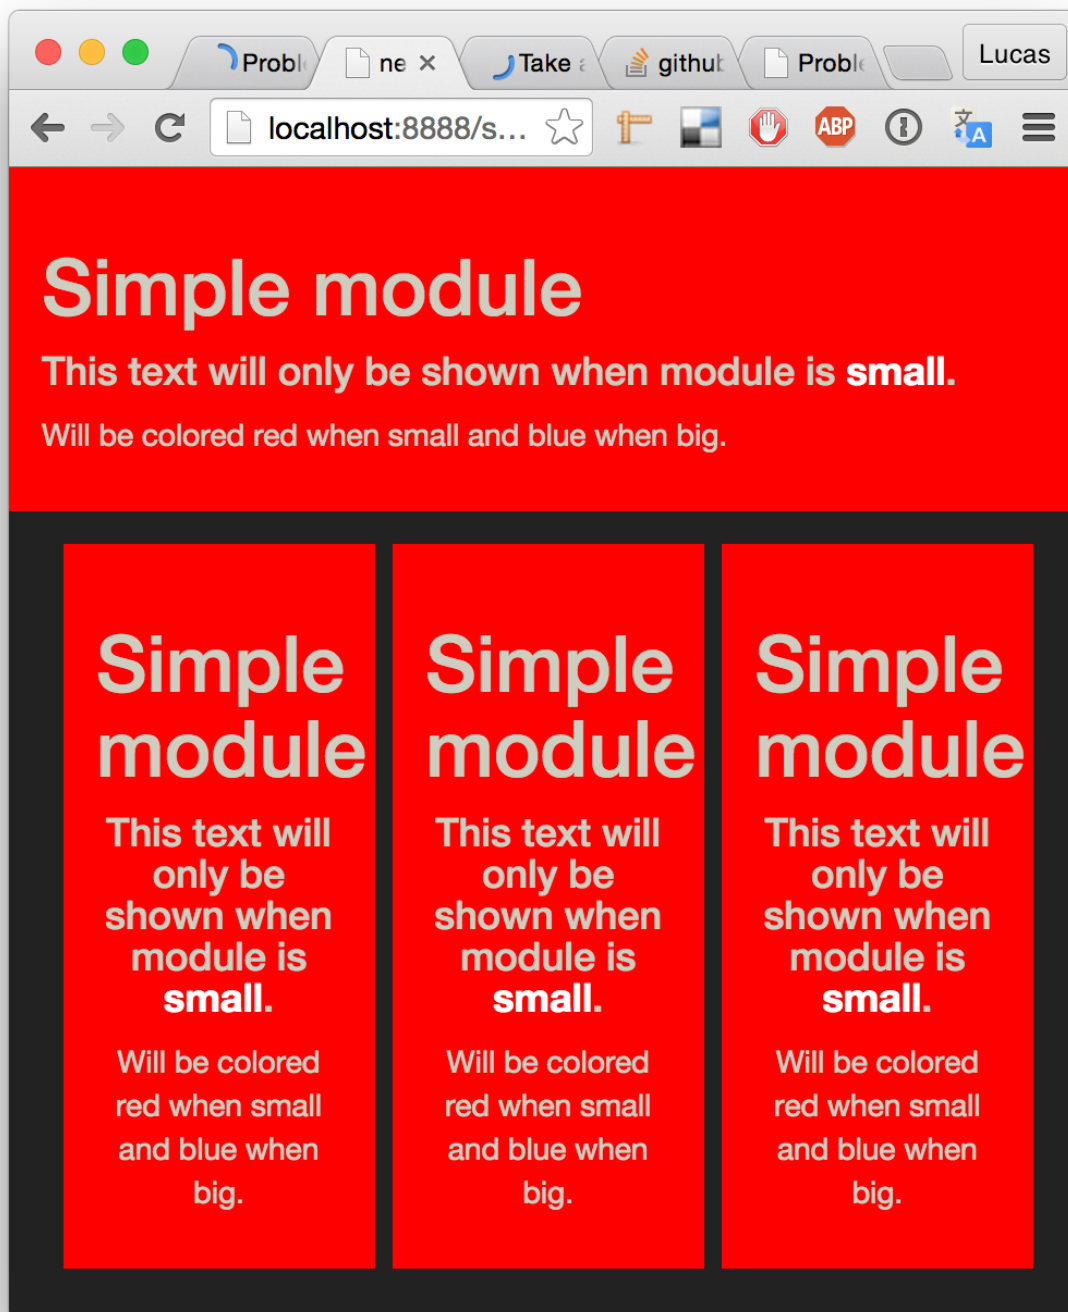 Probl
ne
Take a
github
Probl
Lucas
localhost:8888/s...
ABP
Simple module
This text will only be shown when module is small.
Will be colored red when small and blue when big.
Simple
module
This text will
only be
shown when
module is
small.
Will be colored
red when small
and blue when
big.
Simple
module
This text will
only be
shown when
module is
small.
Will be colored
red when small
and blue when
big.
Simple
module
This text will
only be
shown when
module is
small.
Will be colored
red when small
and blue when
big.